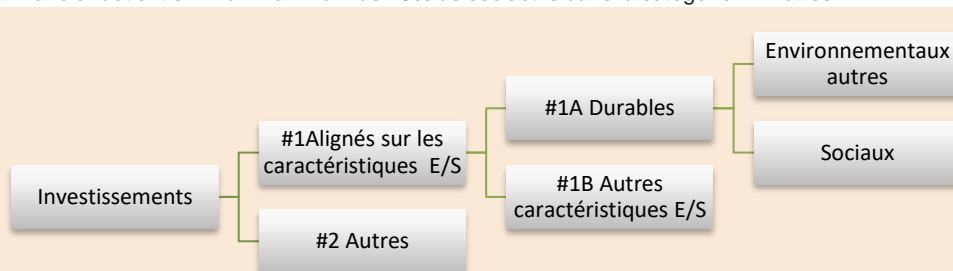 Environnementaux
autres
#1A Durables
#1Alignés sur les
caractéristiques E/S
Sociaux
#1B Autres
caractéristiques E/S
Investissements
#2 Autres